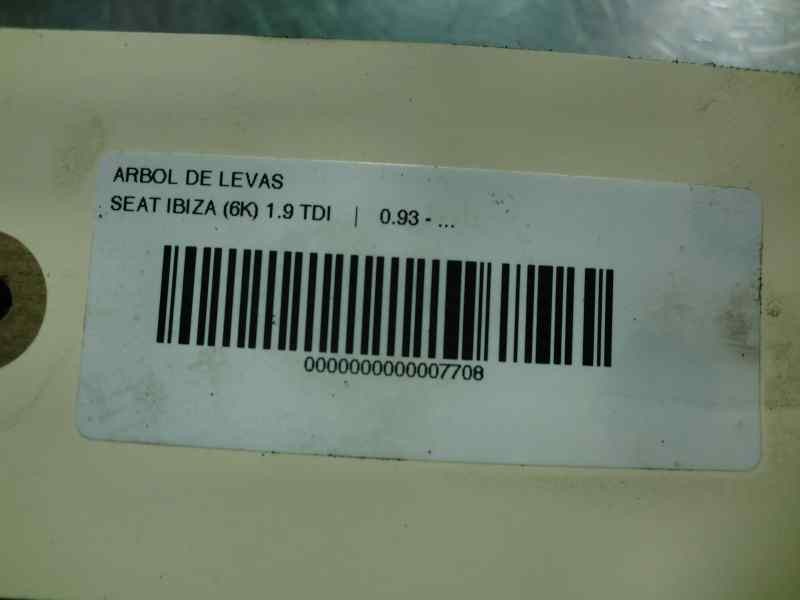 ARBOL DE LEVAS
SEAT IBIZA (6K) 1.9 TDI | 0.93 - ...
0000000000007708